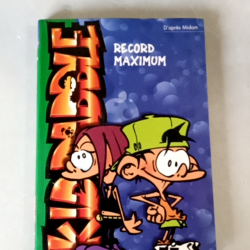 D'après Midam
RECORD
MAXIMUM
KID PADDLE